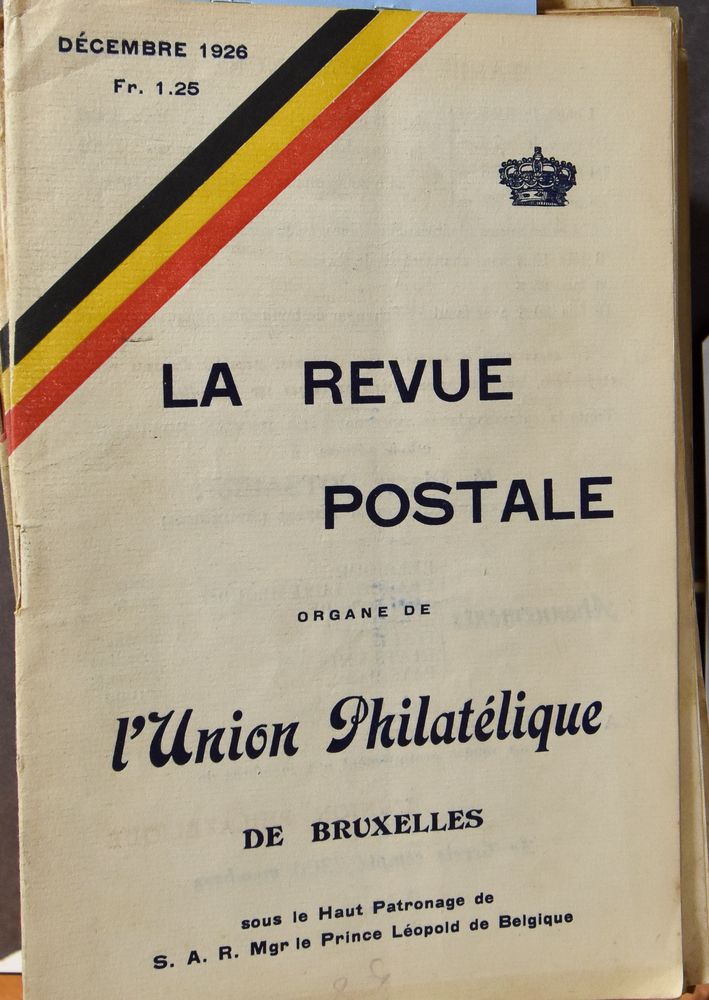 DÉCEMBRE 1926
Fr. 1.25
LA REVUE
POSTALE
ORGANE DE
l'Union Philatélique
DE BRUXELLES
sous le Haut Patronage de
S. A. R. Mgr le Prince Léopold de Belgique